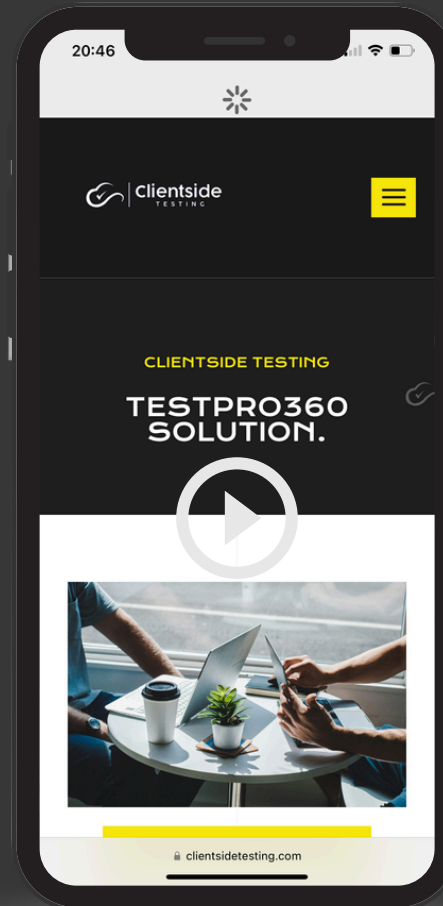 20:46
Clientside
TESTING
CLIENTSIDE TESTING
TESTPRO360
SOLUTION.
clientsidetesting.com